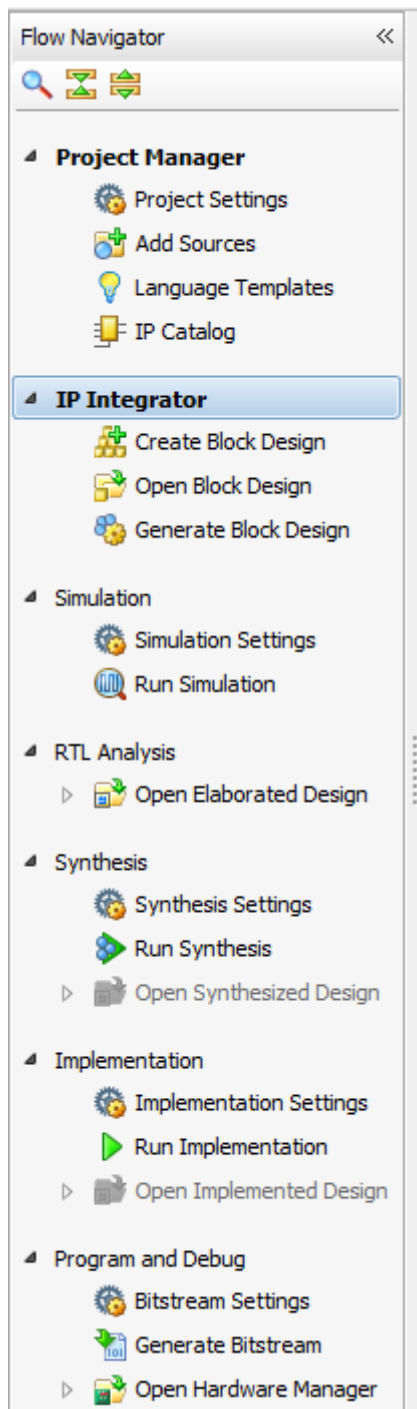 Flow Navigator
Project Manager
Project Settings
Add Sources
Language Templates
IP Catalog
IP Integrator
Create Block Design
Open Block Design
Generate Block Design
Simulation
Simulation Settings
Run Simulation
RTL Analysis
Open Elaborated Design
Synthesis
Synthesis Settings
Run Synthesis
Open Synthesized Design
Implementation
Implementation Settings
Run Implementation
Open Implemented Design
Program and Debug
Bitstream Settings
Generate Bitstream
Open Hardware Manager